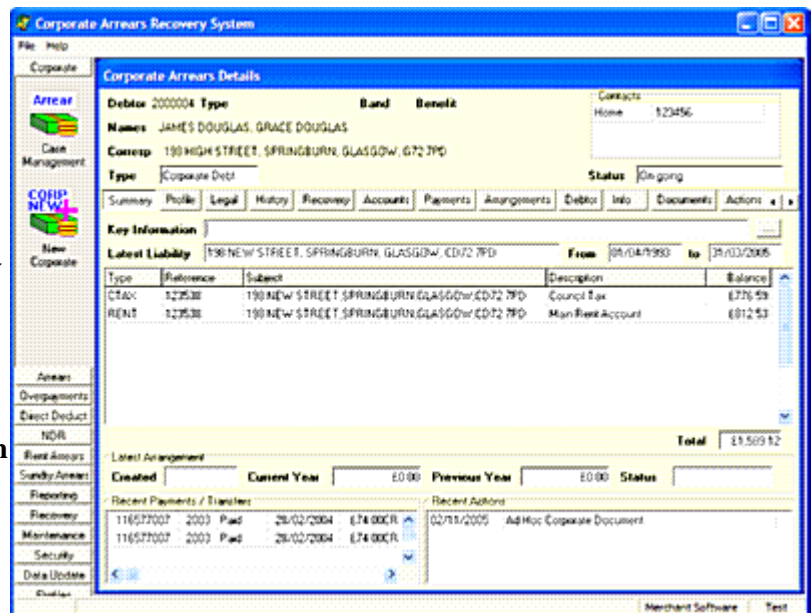 Corporate Arrears Recovery System
File Help
Corporate
Arrear
Case
Management
CORP
NEW
New
Corporate
Arrears
Overpayments
Direct Deduct
NDR
Rent Arrears
Sundry Arrears
Reporting
Recovery
Maintenance
Security
Data Update
Corporate Arrears Details
Debtor 2000004 Type Band Benefit
Names JAMES DOUGLAS, GRACE DOUGLAS
Corresp 198 HIGH STREET, SPRINGBURN, GLASGOW, G72 7PD
Type Corporate Debt
Contacts
Home 123456
Status On-going
Summary Profile Legal History Recovery Accounts Payments Arrangements Debtor Info Documents Actions
Key Information ...
Latest Liability 198 NEW STREET, SPRINGBURN, GLASGOW, CD72 7PD From 01/04/1993 to 31/03/2005
Type Reference Subject Description Balance
CTAX 123538 198 NEW STREET,SPRINGBURN,GLASGOW,CD72 7PD Council Tax £776.59
RENT 123538 198 NEW STREET,SPRINGBURN,GLASGOW,CD72 7PD Main Rent Account £812.53
Total £1,589.12
Latest Arrangement
Created Current Year £0.00 Previous Year £0.00 Status
Recent Payments / Transfers
116577007 2003 Paid 28/02/2004 £74.00CR
116577007 2003 Paid 28/02/2004 £74.00CR
Recent Actions
02/11/2005 Ad Hoc Corporate Document
Merchant Software Test
n